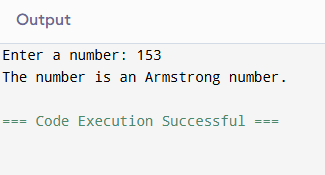 Output
Enter a number: 153
The number is an Armstrong number.
=== Code Execution Successful ===